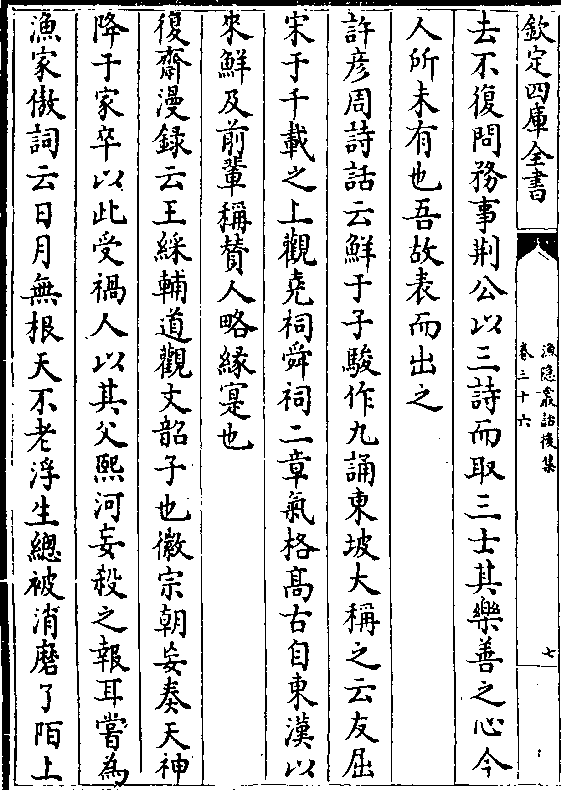 欽定四庫全書
漁隱叢話後集
卷三十六
七
去不復問務事荆公以三詩而取三士其樂善之心今
人所未有也吾故表而出之
許彦周詩話云鮮于子駿作九誦東坡大稱之云友屈
宋于千載之上觀堯祠舜祠二章氣格髙古自東漢以
來鮮及前輩稱賛人略緣寔也
復齋漫録云王綵輔道觀文韶子也徽宗朝妄奏天神
降于家卒以此受禍人以其父熙河妄殺之報耳嘗為
漁家傲詞云日月無根天不老浮生總被消磨了陌上